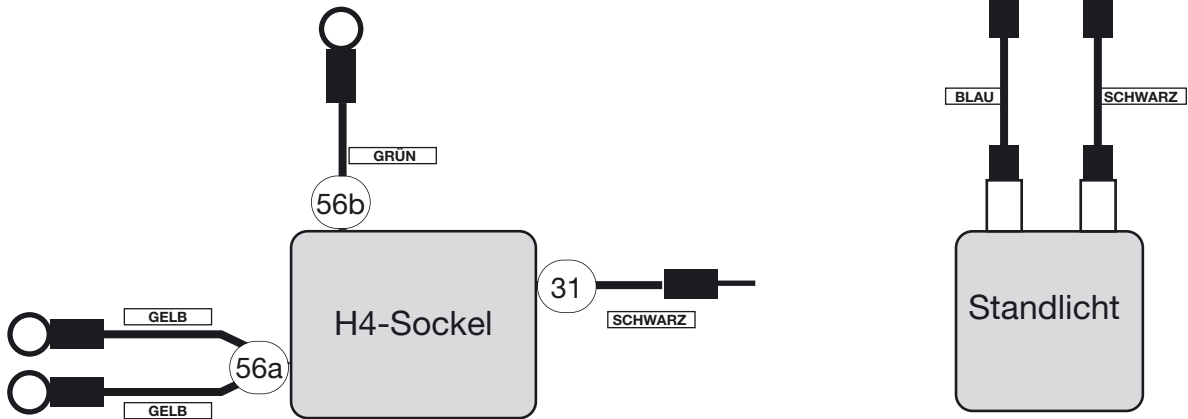 BLAU
SCHWARZ
GRÜN
56b
31
H4-Sockel
Standlicht
GELB
SCHWARZ
56a
GELB